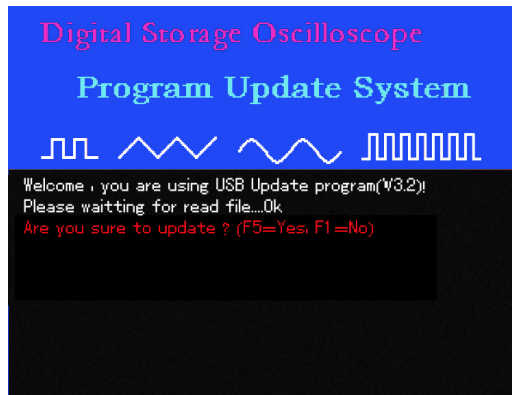 Digital Storage Oscilloscope
Program Update System
Welcome , you are using USB Update program(V3.2)!
Please waitting for read file....Ok
Are you sure to update ? (F5=Yes, F1=No)